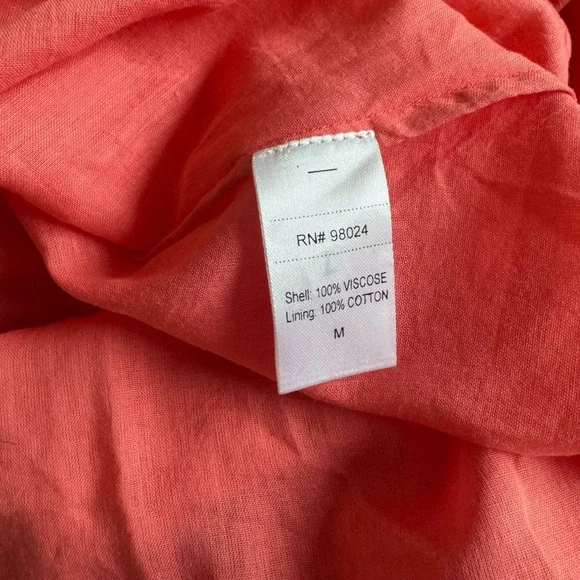 RN# 98024
Shell: 100% VISCOSE
Lining: 100% COTTON
M